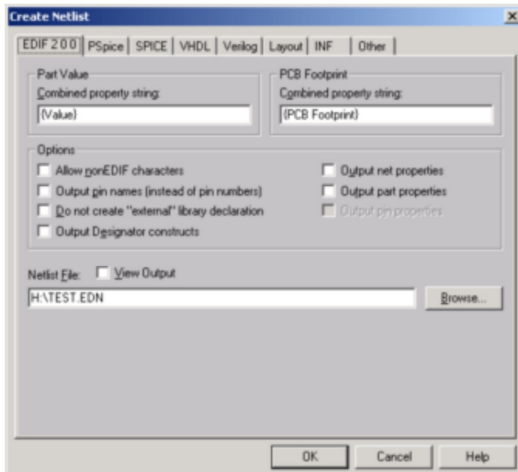 Create Netlist
EDIF 2 0 0 PSpice SPICE VHDL Verilog Layout INF Other
Part Value PCB Footprint
Combined property string: Combined property string:
{Value} {PCB Footprint}
Options
Allow nonEDIF characters Output net properties
Output pin names (instead of pin numbers) Output part properties
Do not create "external" library declaration Output pin properties
Output Designator constructs
Netlist File: View Output
H:\TEST.EDN Browse...
OK Cancel Help